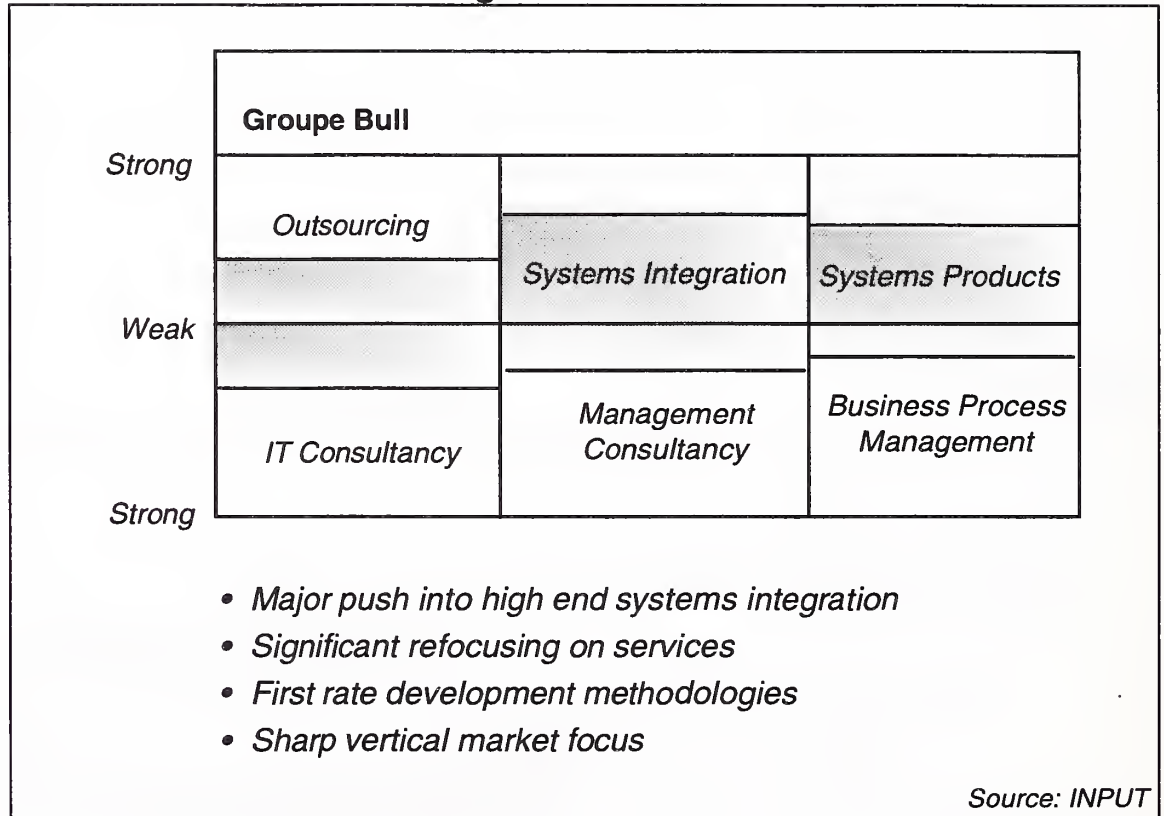 Groupe Bull
Strong
Outsourcing
Systems Integration
Systems Products
Weak
IT Consultancy
Management
Consultancy
Business Process
Management
Strong
• Major push into high end systems integration
• Significant refocusing on services
• First rate development methodologies
• Sharp vertical market focus
Source: INPUT